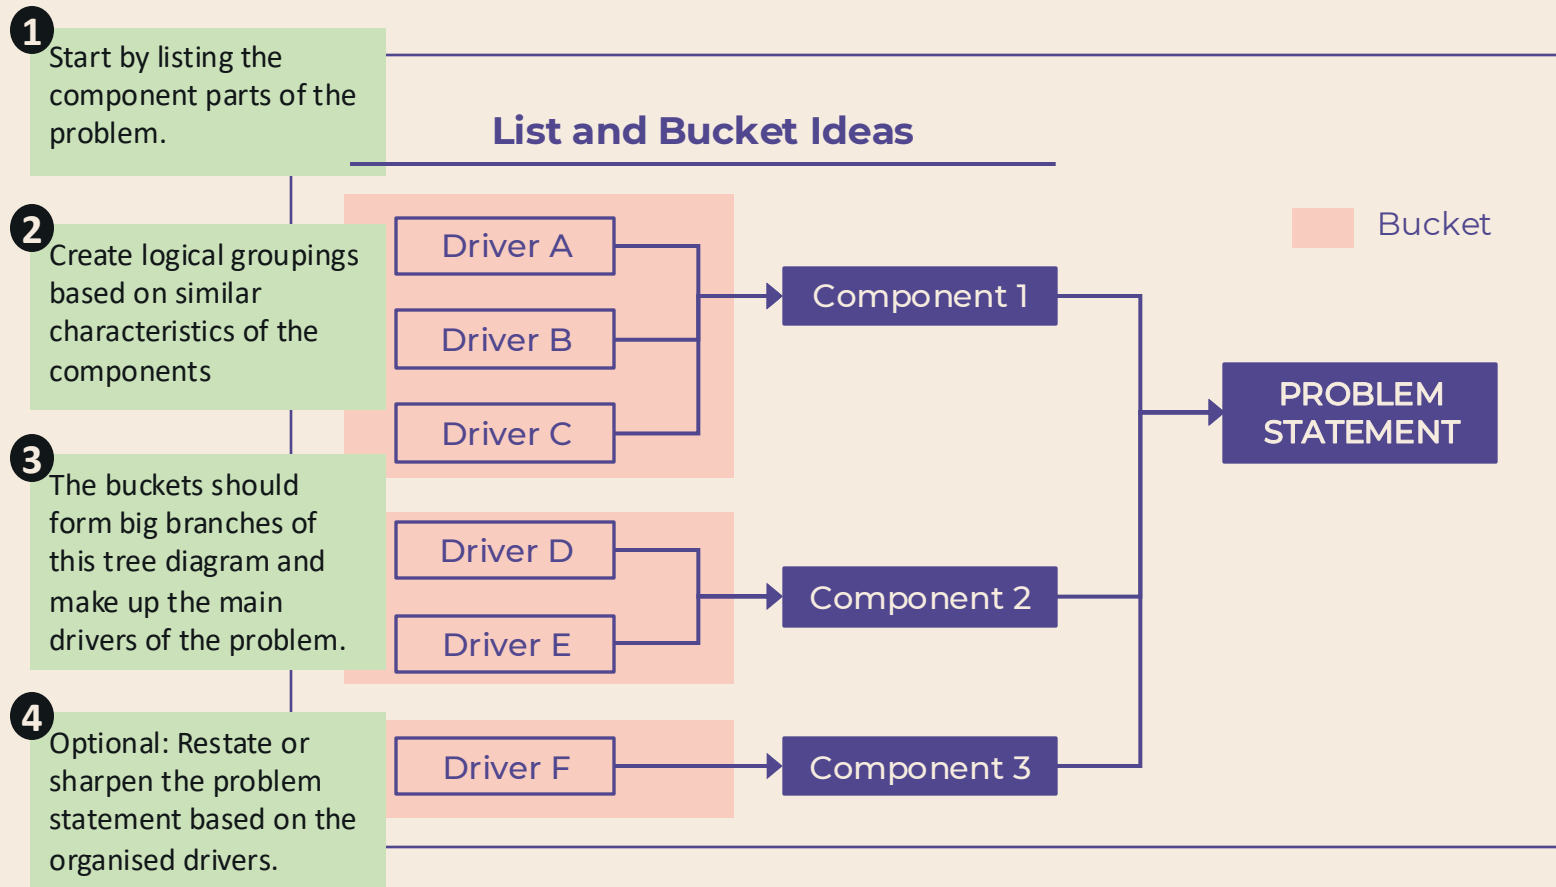 1
Start by listing the
component parts of the
problem.
2
Create logical groupings
based on similar
characteristics of the
components
3
The buckets should
form big branches of
this tree diagram and
make up the main
drivers of the problem.
4
Optional: Restate or
sharpen the problem
statement based on the
organised drivers.
List and Bucket Ideas
Driver A
Driver B
Driver C
Driver D
Driver E
Driver F
Component 1
Component 2
Component 3
Bucket
PROBLEM
STATEMENT